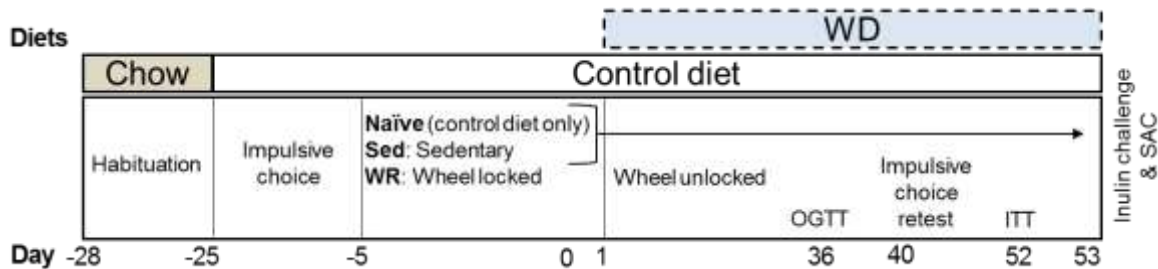 WD
Diets
Chow
Control diet
Habituation
Impulsive
choice
Naïve (control diet only)
Sed: Sedentary
WR: Wheel locked
Wheel unlocked
OGTT
Impulsive
choice
retest
ITT
Inulin challenge
& SAC
Day -28 -25 -5 0 1 36 40 52 53